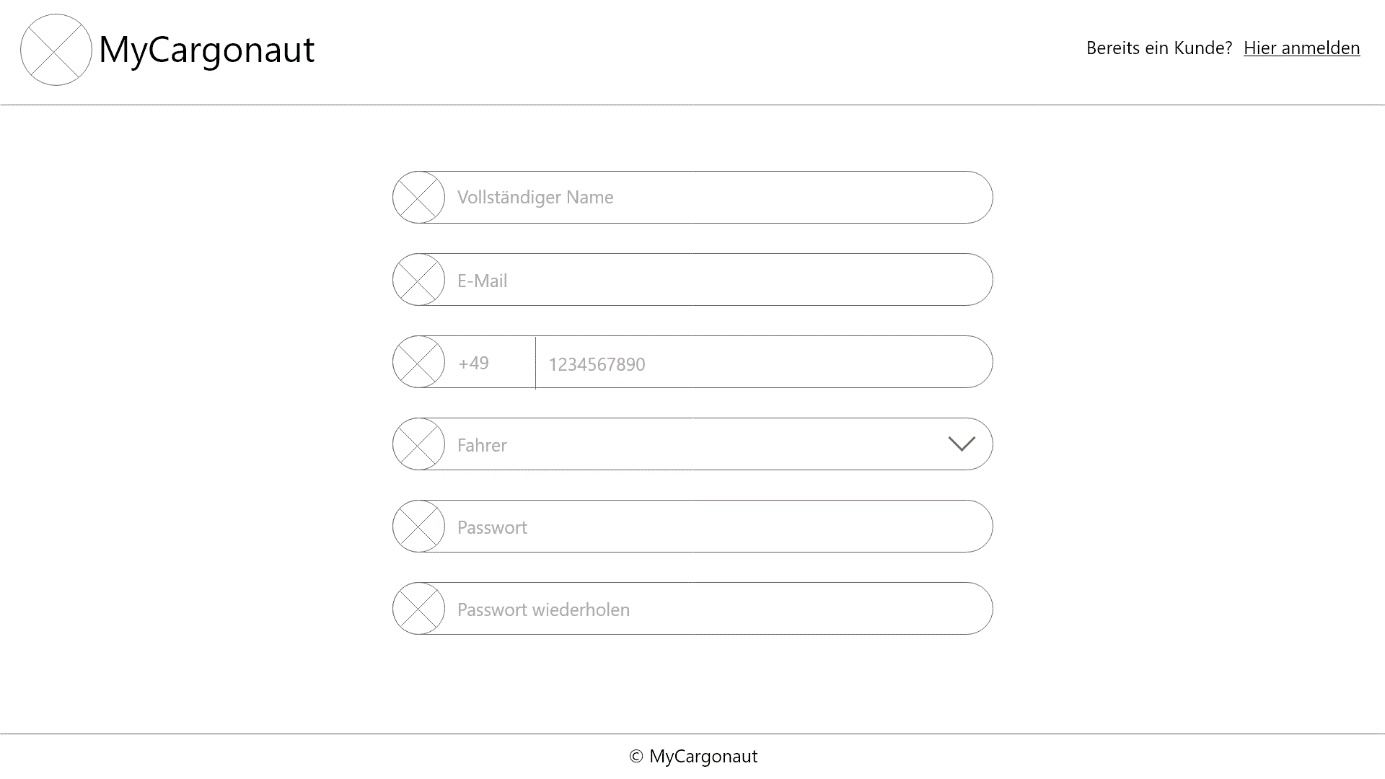 MyCargonaut
Bereits ein Kunde? Hier anmelden
Vollständiger Name
E-Mail
+49 1234567890
Fahrer
Passwort
Passwort wiederholen
© MyCargonaut